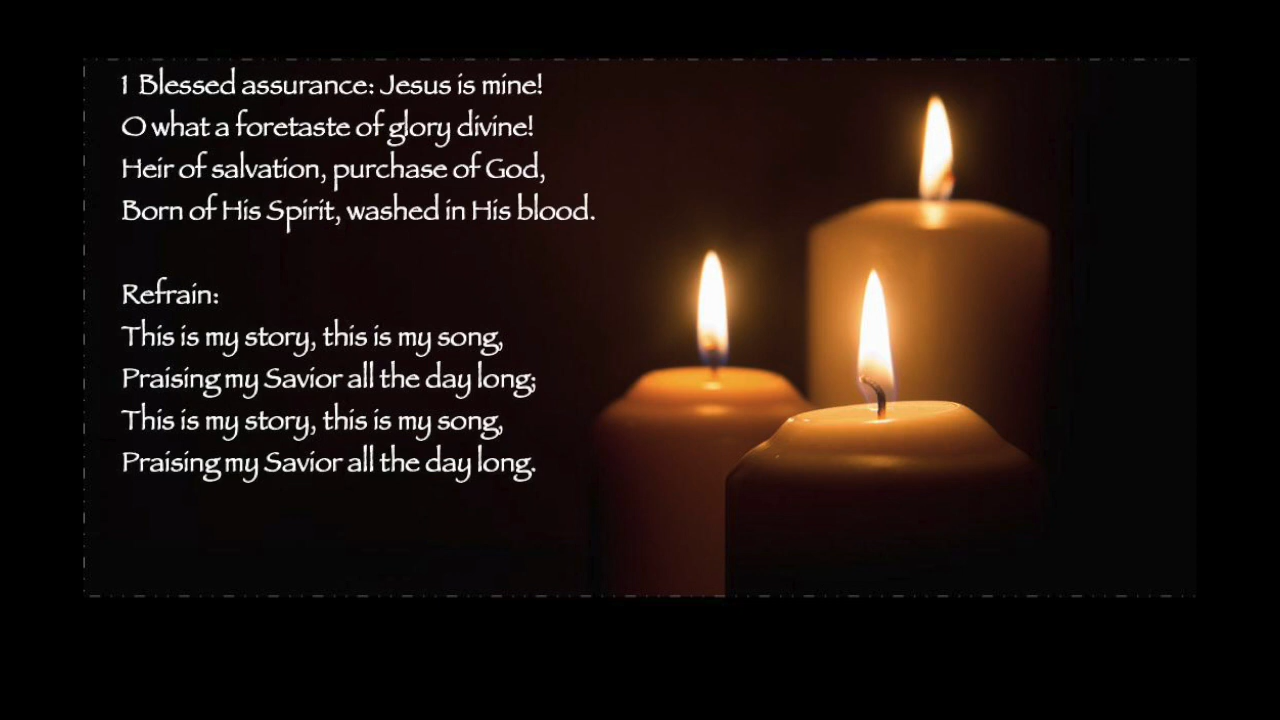 1 Blessed assurance: Jesus is mine!
O what a foretaste of glory divine!
Heir of salvation, purchase of God,
Born of His Spirit, washed in His blood.
Refrain:
This is my story, this is my song,
Praising my Savior all the day long;
This is my story, this is my song,
Praising my Savior all the day long.